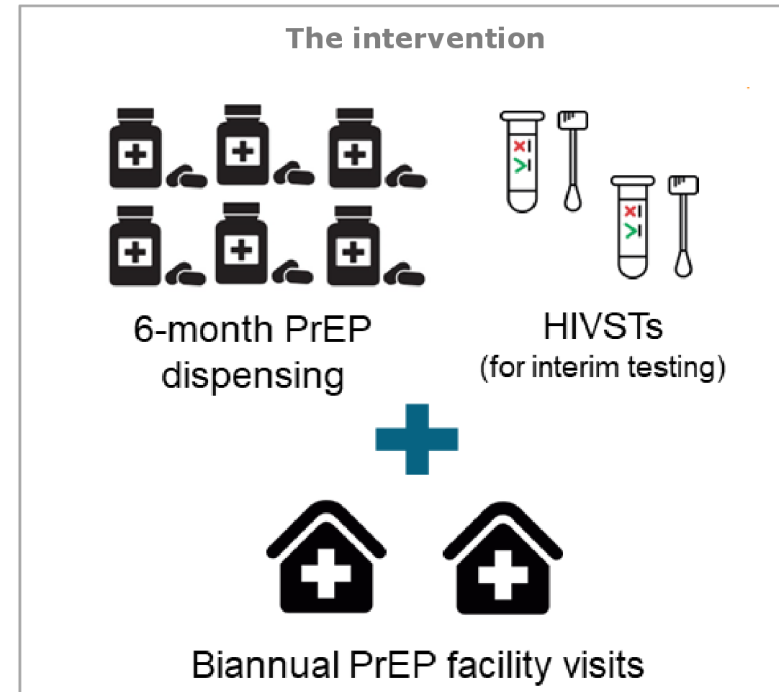 The intervention
6-month PrEP
dispensing
HIVSTs
(for interim testing)
Biannual PrEP facility visits